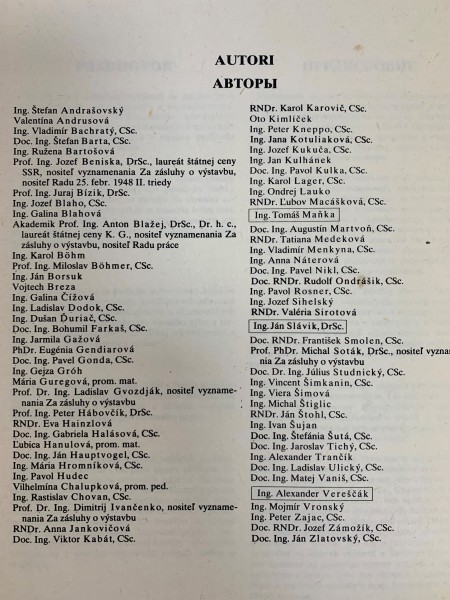 AUTORI
АВТОРЫ
Ing. Štefan Andrašovský
Valentína Andrusová
Ing. Vladimír Bachratý, CSc.
Doc. Ing. Štefan Barta, CSc.
Ing. Ružena Bartošová
Prof. Ing. Jozef Beniska, DrSc., laureát štátnej ceny
SSR, nositeľ vyznamenania Za zásluhy o výstavbu,
nositeľ Radu 25. febr. 1948 II. triedy
Prof. Ing. Juraj Bízik, DrSc.
Ing. Jozef Blaho, CSc.
Ing. Galina Blahová
Akademik Prof. Ing. Anton Blažej, DrSc., Dr. h. c.,
laureát štátnej ceny K. G., nositeľ vyznamenania Za
zásluhy o výstavbu, nositeľ Radu práce
Ing. Karol Böhm
Prof. Ing. Miloslav Böhmer, CSc.
Ing. Ján Borsuk
Vojtech Breza
Ing. Galina Čížová
Ing. Ladislav Dodok, CSc.
Ing. Dušan Ďuriač, CSc.
Doc. Ing. Bohumil Farkaš, CSc.
Ing. Jarmila Gažová
PhDr. Eugénia Gendiarová
Doc. Ing. Pavel Gonda, CSc.
Ing. Gejza Gróh
Mária Guregová, prom. mat.
Prof. Dr. Ing. Ladislav Gvozdják, nositeľ vyzname-
nania Za zásluhy o výstavbu
Prof. Ing. Peter Hábovčík, DrSc.
RNDr. Eva Hainzlová
Doc. Ing. Gabriela Halásová, CSc.
Ľubica Hanulová, prom. mat.
Doc. Ing. Ján Hauptvogel, CSc.
Ing. Mária Hromníková, CSc.
Ing. Pavol Hudec
Vilhelmína Chalupková, prom. ped.
Ing. Rastislav Chovan, CSc.
Prof. Dr. Ing. Dimitrij Ivančenko, nositeľ vyzname-
nania Za zásluhy o výstavbu
RNDr. Anna Jankovičová
Doc. Ing. Viktor Kabát, CSc.
RNDr. Karol Karovič, CSc.
Oto Kimlíček
Ing. Peter Kneppo, CSc.
Ing. Jana Kotuliaková, CSc.
Ing. Jozef Kukuča, CSc.
Ing. Jan Kulhánek
Doc. Ing. Pavol Kulka, CSc.
Ing. Karol Lager, CSc.
Ing. Ondrej Lauko
RNDr. Ľubov Macášková, CSc.
Ing. Tomáš Maňka
Doc. Ing. Augustín Martvoň, CSc.
RNDr. Tatiana Medeková
Ing. Vladimír Menkyna, CSc.
Ing. Anna Náterová
Doc. Ing. Pavel Nikl, CSc.
Doc. RNDr. Rudolf Ondrášik, CSc.
Ing. Pavol Rosner, CSc.
Ing. Jozef Sihelský
RNDr. Valéria Sirotová
Ing. Ján Slávik, DrSc.
Doc. RNDr. František Smolen, CSc.
Prof. PhDr. Michal Soták, DrSc., nositeľ vyzna
nia Za zásluhy o výstavbu
Doc. Dr. Ing. Július Studnický, CSc.
Ing. Vincent Šimkanin, CSc.
Ing. Viera Šimová
Ing. Michal Štiglic
RNDr. Ján Štohl, CSc.
Ing. Ivan Šujan
Doc. Ing. Štefánia Šutá, CSc.
Doc. Ing. Jaroslav Tichý, CSc.
Ing. Alexander Trančík
Doc. Ing. Ladislav Ulický, CSc.
Doc. Ing. Matej Vaniš, CSc.
Ing. Alexander Vereščák
Ing. Mojmír Vronský
Ing. Peter Zajac, CSc.
Doc. RNDr. Jozef Zámožík, CSc.
Doc. Ing. Ján Zlatovský, CSc.